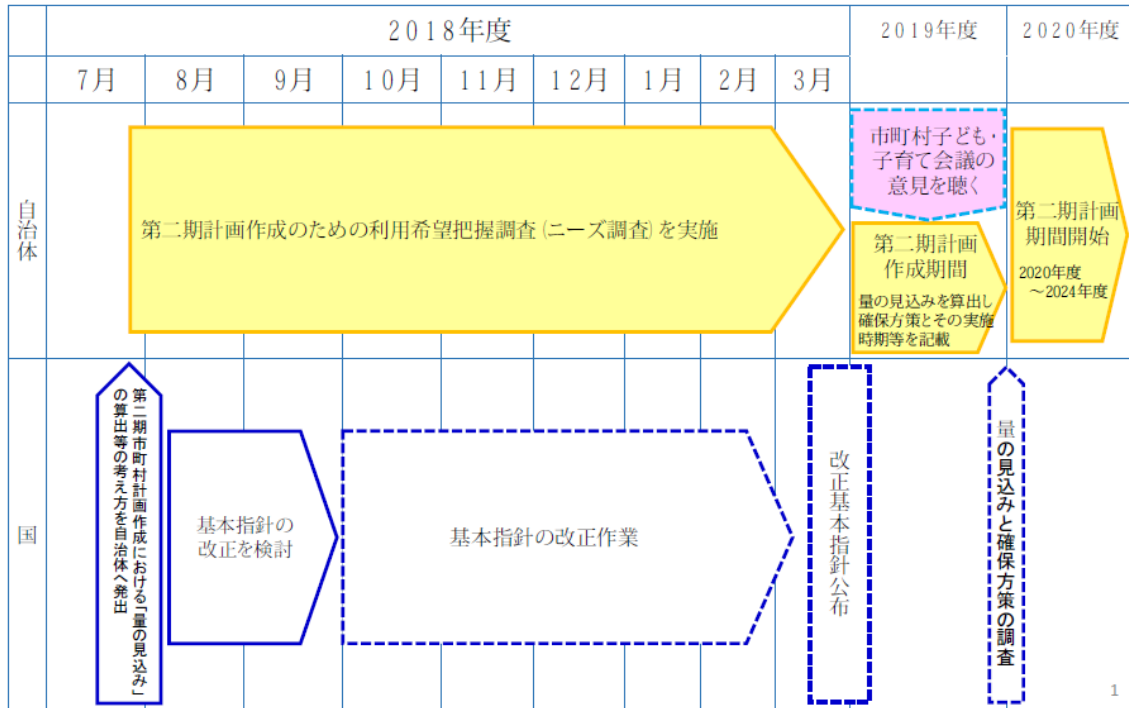 2018年度
2019年度
2020年度
7月
8月
9月
10月
11月
12月
1月
2月
3月
自治体
第二期計画作成のための利用希望把握調査(ニーズ調査)を実施
市町村子ども・
子育て会議の
意見を聴く
第二期計画
作成期間
量の見込みを算出し
確保方策とその実施
時期等を記載
第二期計画
期間開始
2020年度
～2024年度
国
第二期市町村計画作成における「量の見込み」
の算出等の考え方を自治体へ発出
基本指針の
改正を検討
基本指針の改正作業
改正基本指針公布
量の見込みと確保方策の調査
1